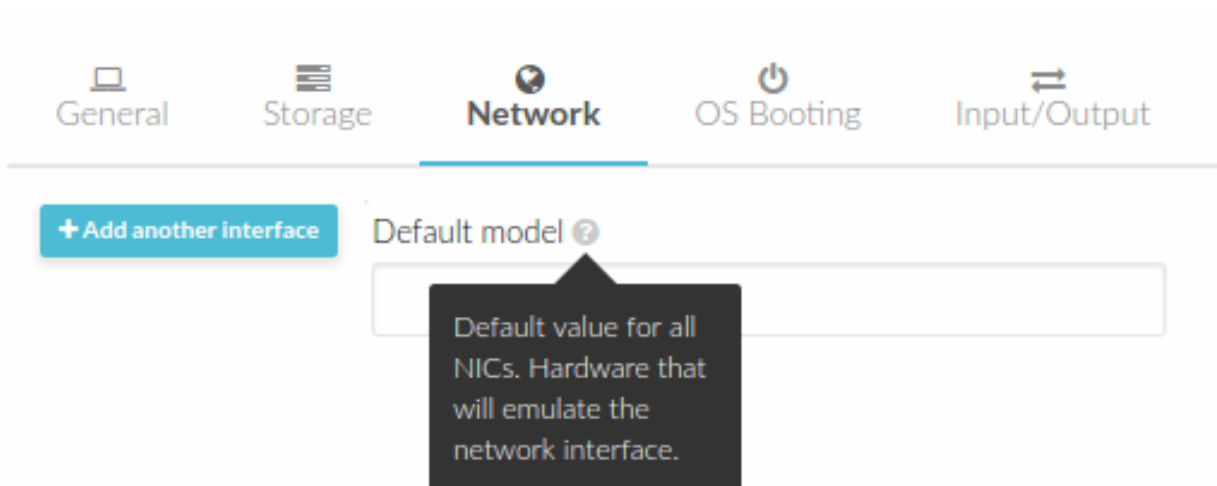 General Storage Network OS Booting Input/Output
+ Add another interface Default model ?
Default value for all
NICs. Hardware that
will emulate the
network interface.